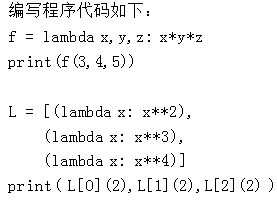 编写程序代码如下：
f = lambda x,y,z: x*y*z
print(f(3,4,5))
L = [(lambda x: x**2),
(lambda x: x**3),
(lambda x: x**4)]
print( L[0](2),L[1](2),L[2](2) )